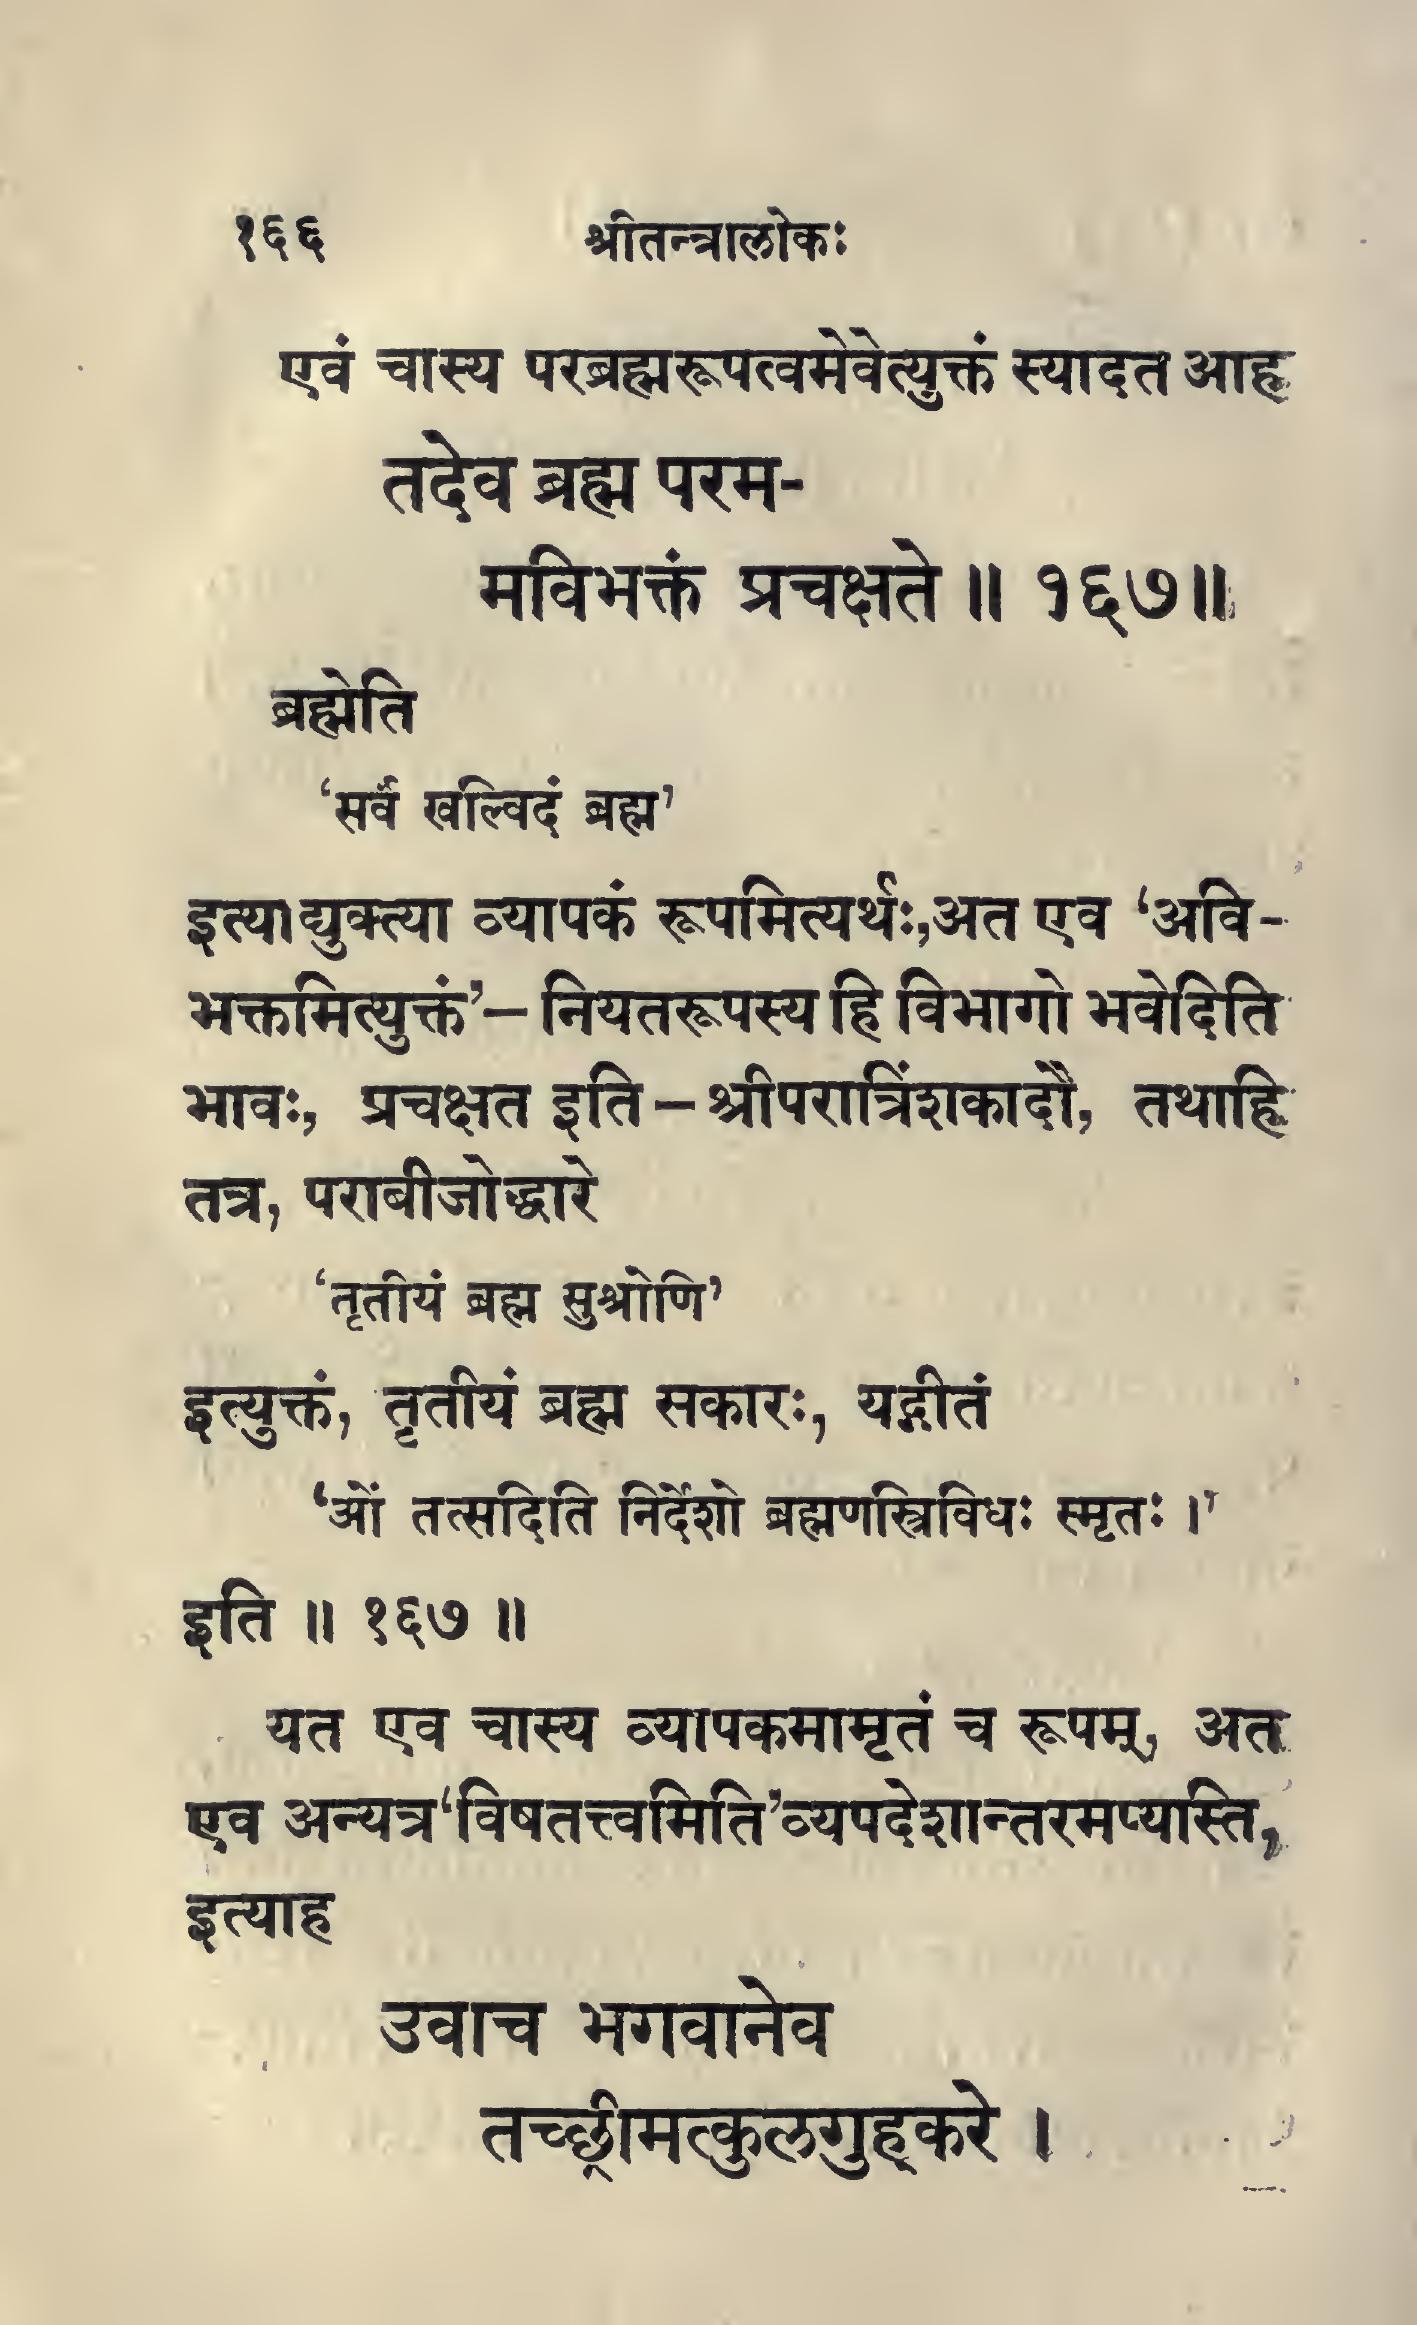 १६६ श्रीतन्त्रालोकः
एवं चास्य परब्रह्मरूपत्वमेवेत्युक्तं स्यादत आह
तदेव ब्रह्म परम-
मविभक्तं प्रचक्षते ॥ १६७॥
ब्रह्मेति
‘सर्वं खल्विदं ब्रह्म’
इत्याद्युक्त्या व्यापकं रूपमित्यर्थः,अत एव ‘अवि-
भक्तमित्युक्तं’—नियतरूपस्य हि विभागो भवेदिति
भावः, प्रचक्षत इति—श्रीपरात्रिंशकादौ, तथाहि
तत्र, पराबीजोद्धारे
‘तृतीयं ब्रह्म सुश्रोणि’
इत्युक्तं, तृतीयं ब्रह्म सकारः, यद्गीतं
‘ओं तत्सदिति निर्देशो ब्रह्मणस्त्रिविधः स्मृतः ।’
इति ॥ १६७ ॥
यत एव चास्य व्यापकमामृतं च रूपम्, अत
एव अन्यत्र‘विषतत्त्वमिति’व्यपदेशान्तरमप्यास्ति,
इत्याह
उवाच भगवानेव
तच्छ्रीमत्कुलगुह्करे ।